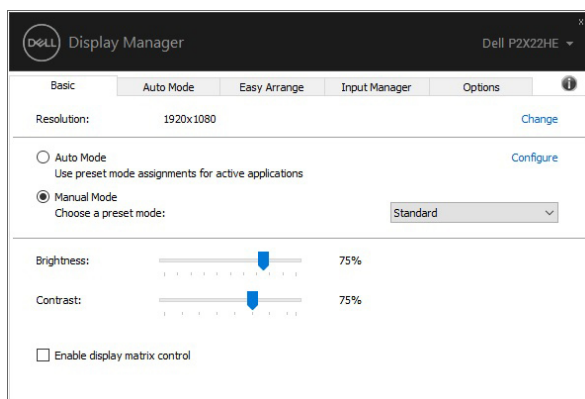 DELL Display Manager Dell P2X22HE
x
Basic Auto Mode Easy Arrange Input Manager Options i
Resolution: 1920x1080 Change
Auto Mode Configure
Use preset mode assignments for active applications
Manual Mode
Choose a preset mode: Standard
Brightness: 75%
Contrast: 75%
Enable display matrix control